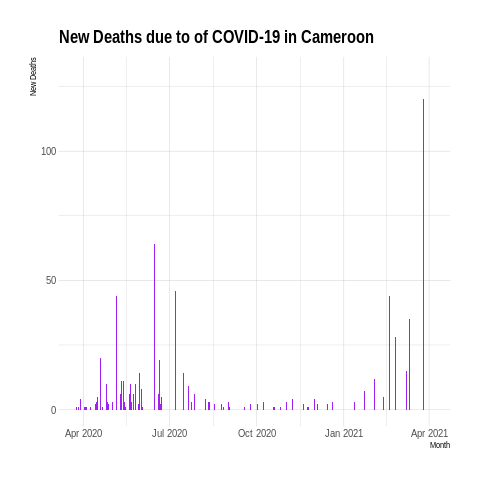 New Deaths due to of COVID-19 in Cameroon
New Deaths
100
50
0
Apr 2020 Jul 2020 Oct 2020 Jan 2021 Apr 2021
Month